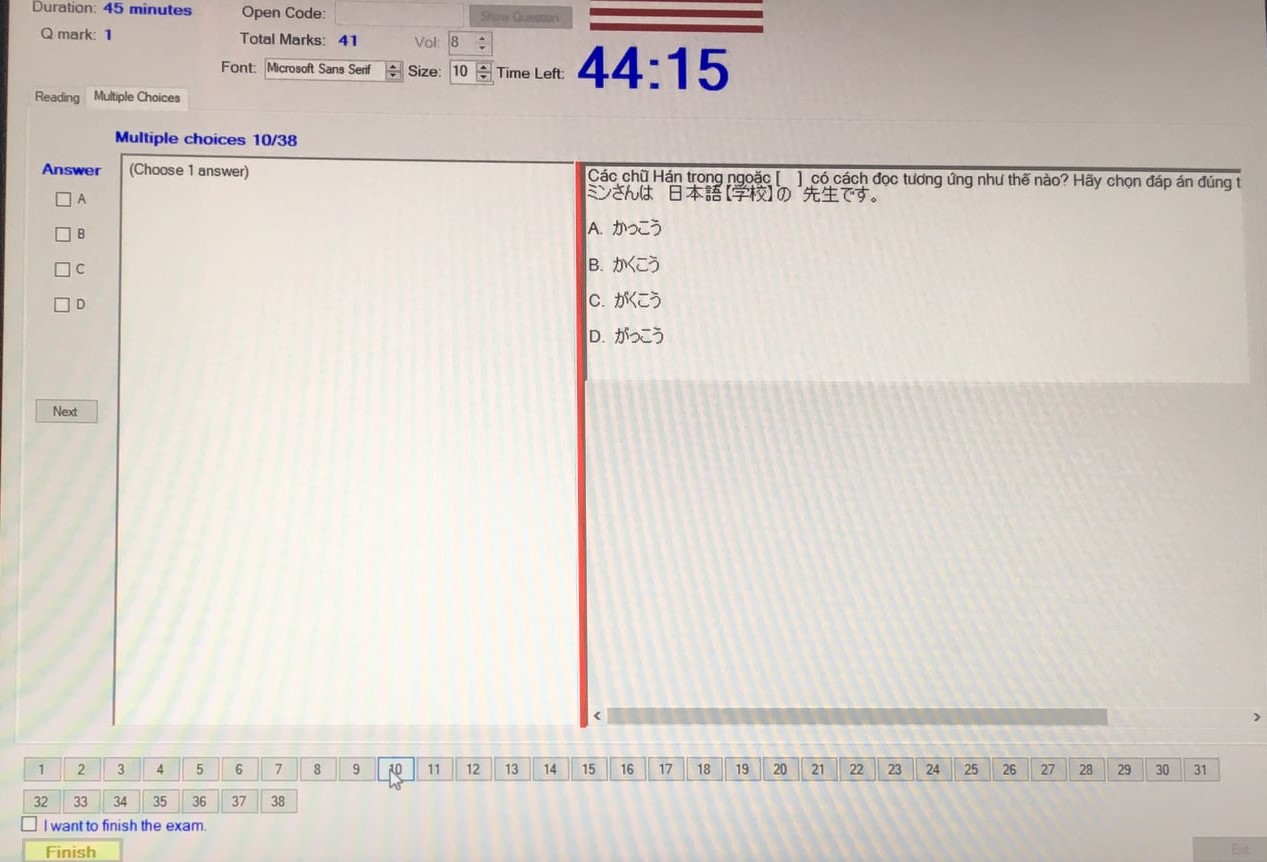 Duration: 45 minutes
Open Code:
Show Question
Q mark: 1
Total Marks: 41
Vol: 8
Font: Microsoft Sans Serif
Size: 10
Time Left: 44:15
Reading
Multiple Choices
Multiple choices 10/38
Answer
(Choose 1 answer)
A
B
C
D
Next
Các chữ Hán trong ngoặc [ ] có cách đọc tương ứng như thế nào? Hãy chọn đáp án đúng t
ミンさんは 日本語【学校】の 先生です。
A. かっこう
B. かくこう
C. がくこう
D. がっこう
1 2 3 4 5 6 7 8 9 10 11 12 13 14 15 16 17 18 19 20 21 22 23 24 25 26 27 28 29 30 31
32 33 34 35 36 37 38
I want to finish the exam.
Finish
Exit